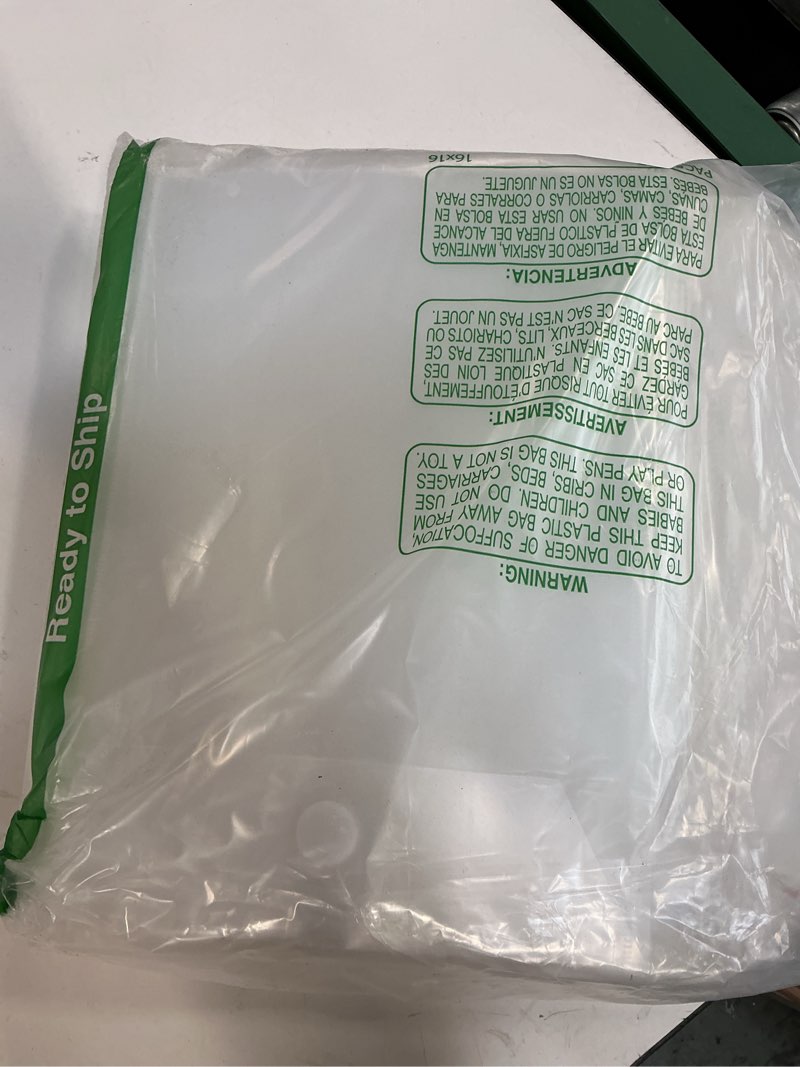 Ready to Ship
WARNING:
TO AVOID DANGER OF SUFFOCATION,
KEEP THIS PLASTIC BAG AWAY FROM
BABIES AND CHILDREN. DO NOT USE
THIS BAG IN CRIBS, BEDS, CARRIAGES
OR PLAY PENS. THIS BAG IS NOT A TOY.
AVERTISSEMENT:
POUR ÉVITER TOUT RISQUE D'ÉTOUFFEMENT,
GARDEZ CE SAC EN PLASTIQUE LOIN DES
BEBÉS ET LES ENFANTS. N'UTILISEZ PAS CE
SAC DANS LES BERCEAUX, LITS, CHARIOTS OU
PARC AU BEBÉ. CE SAC N'EST PAS UN JOUET.
ADVERTENCIA:
PARA EVITAR EL PELIGRO DE ASFIXIA, MANTENGA
ESTA BOLSA DE PLASTICO FUERA DEL ALCANCE
DE BEBÉS Y NIÑOS. NO USAR ESTA BOLSA EN
CUNAS, CAMAS, CARRIOLAS O CORRALES PARA
BEBÉS. ESTA BOLSA NO ES UN JUGUETE.
16x16